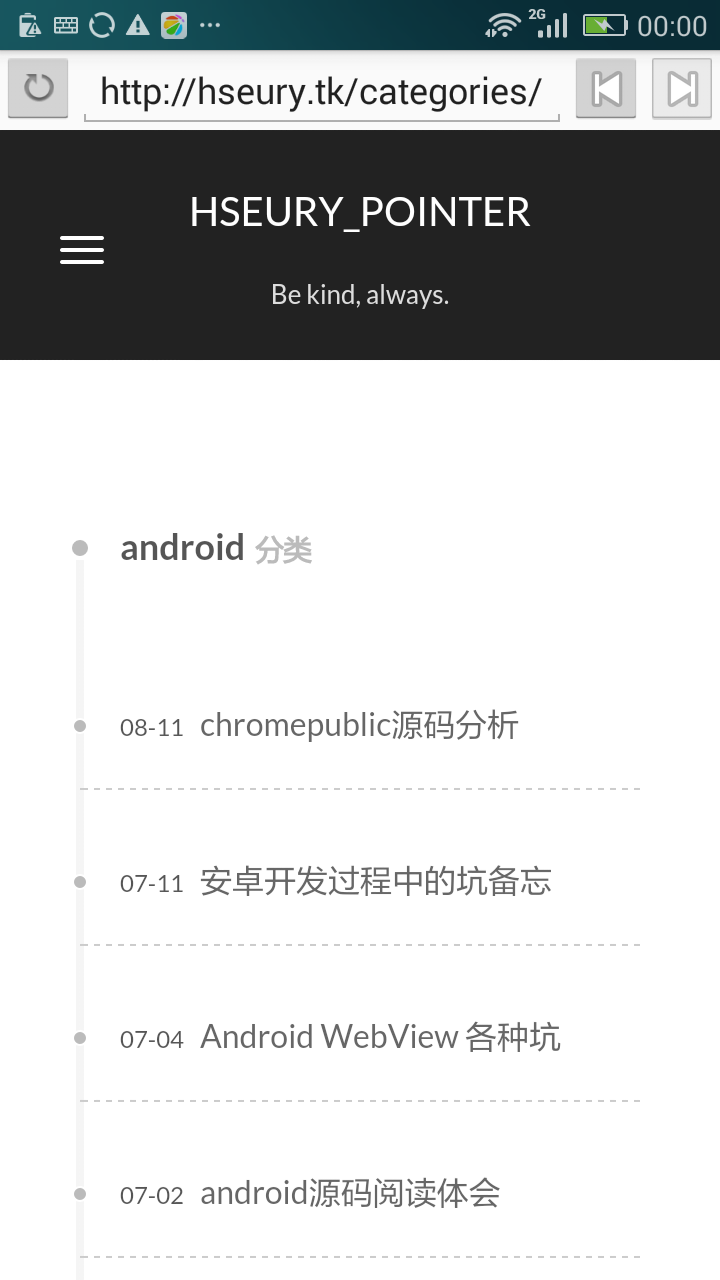 2G 00:00
http://hseury.tk/categories/
HSEURY_POINTER
Be kind, always.
android 分类
08-11 chromepublic源码分析
07-11 安卓开发过程中的坑备忘
07-04 Android WebView 各种坑
07-02 android源码阅读体会